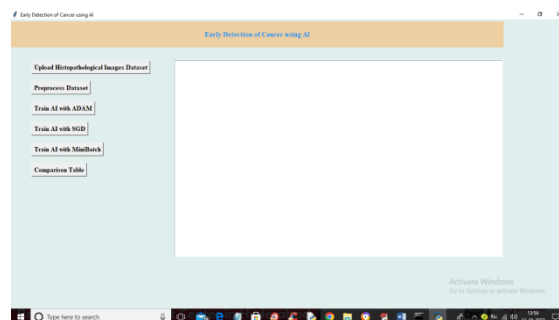 Early Detection of Cancer using AI
Early Detection of Cancer using AI
Upload Histopathological Images Dataset
Preprocess Dataset
Train AI with ADAM
Train AI with SGD
Train AI with MiniBatch
Comparison Table
Activate Windows
Go to Settings to activate Windows.
Type here to search
13:54